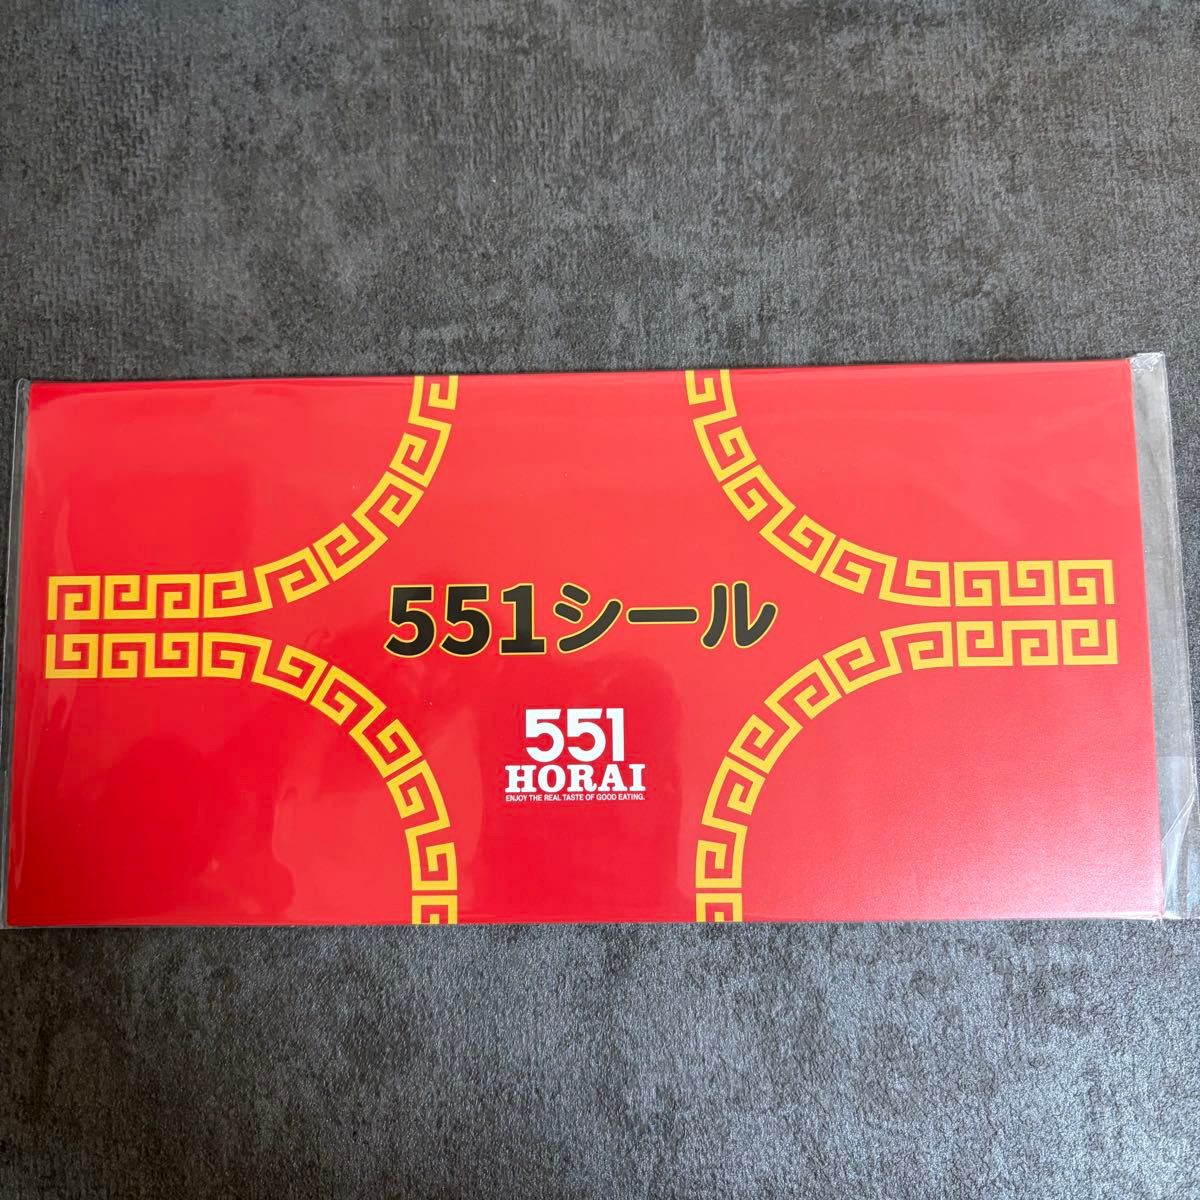 551シール
551
HORAI
ENJOY THE REAL TASTE OF GOOD EATING.